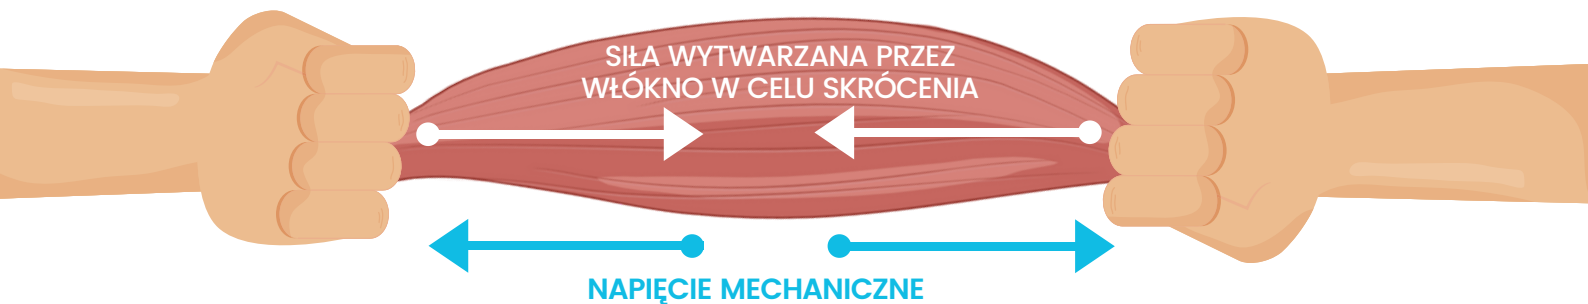 SIŁA WYTWARZANA PRZEZ
WŁÓKNO W CELU SKRÓCENIA
NAPIĘCIE MECHANICZNE